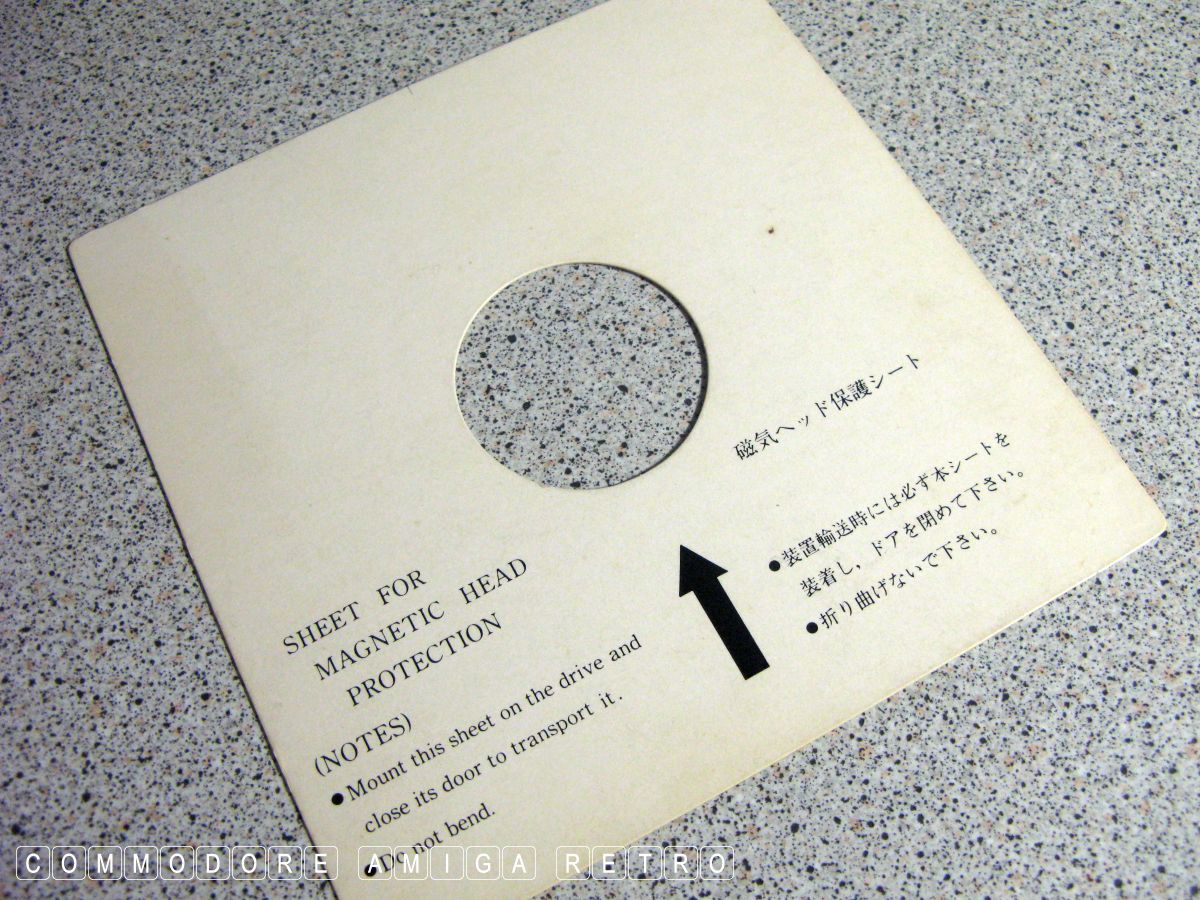 磁気ヘッド保護シート
●装置輸送時には必ず本シートを
装着し，ドアを閉めて下さい。
●折り曲げないで下さい。
SHEET FOR
MAGNETIC HEAD
PROTECTION
(NOTES)
●Mount this sheet on the drive and
close its door to transport it.
●Do not bend.
COMMODORE AMIGA RETRO